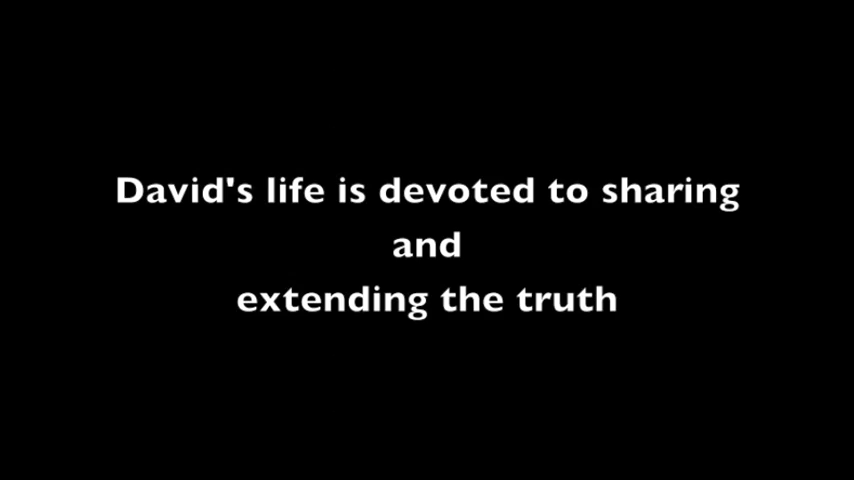 David's life is devoted to sharing
and
extending the truth